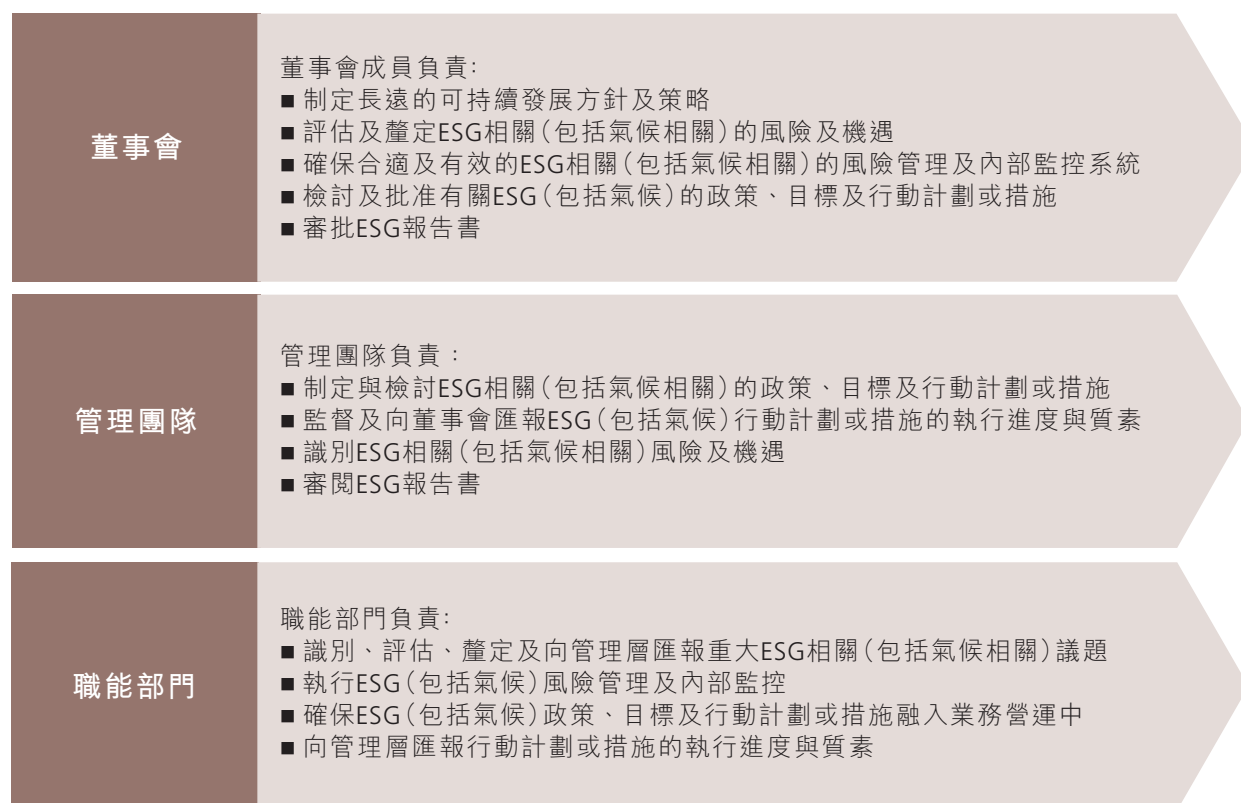 董事會
董事會成員負責:
■ 制定長遠的可持續發展方針及策略
■ 評估及釐定ESG相關(包括氣候相關)的風險及機遇
■ 確保合適及有效的ESG相關(包括氣候相關)的風險管理及內部監控系統
■ 檢討及批准有關ESG(包括氣候)的政策、目標及行動計劃或措施
■ 審批ESG報告書
管理團隊
管理團隊負責：
■ 制定與檢討ESG相關(包括氣候相關)的政策、目標及行動計劃或措施
■ 監督及向董事會匯報ESG(包括氣候)行動計劃或措施的執行進度與質素
■ 識別ESG相關(包括氣候相關)風險及機遇
■ 審閱ESG報告書
職能部門
職能部門負責:
■ 識別、評估、釐定及向管理層匯報重大ESG相關(包括氣候相關)議題
■ 執行ESG(包括氣候)風險管理及內部監控
■ 確保ESG(包括氣候)政策、目標及行動計劃或措施融入業務營運中
■ 向管理層匯報行動計劃或措施的執行進度與質素